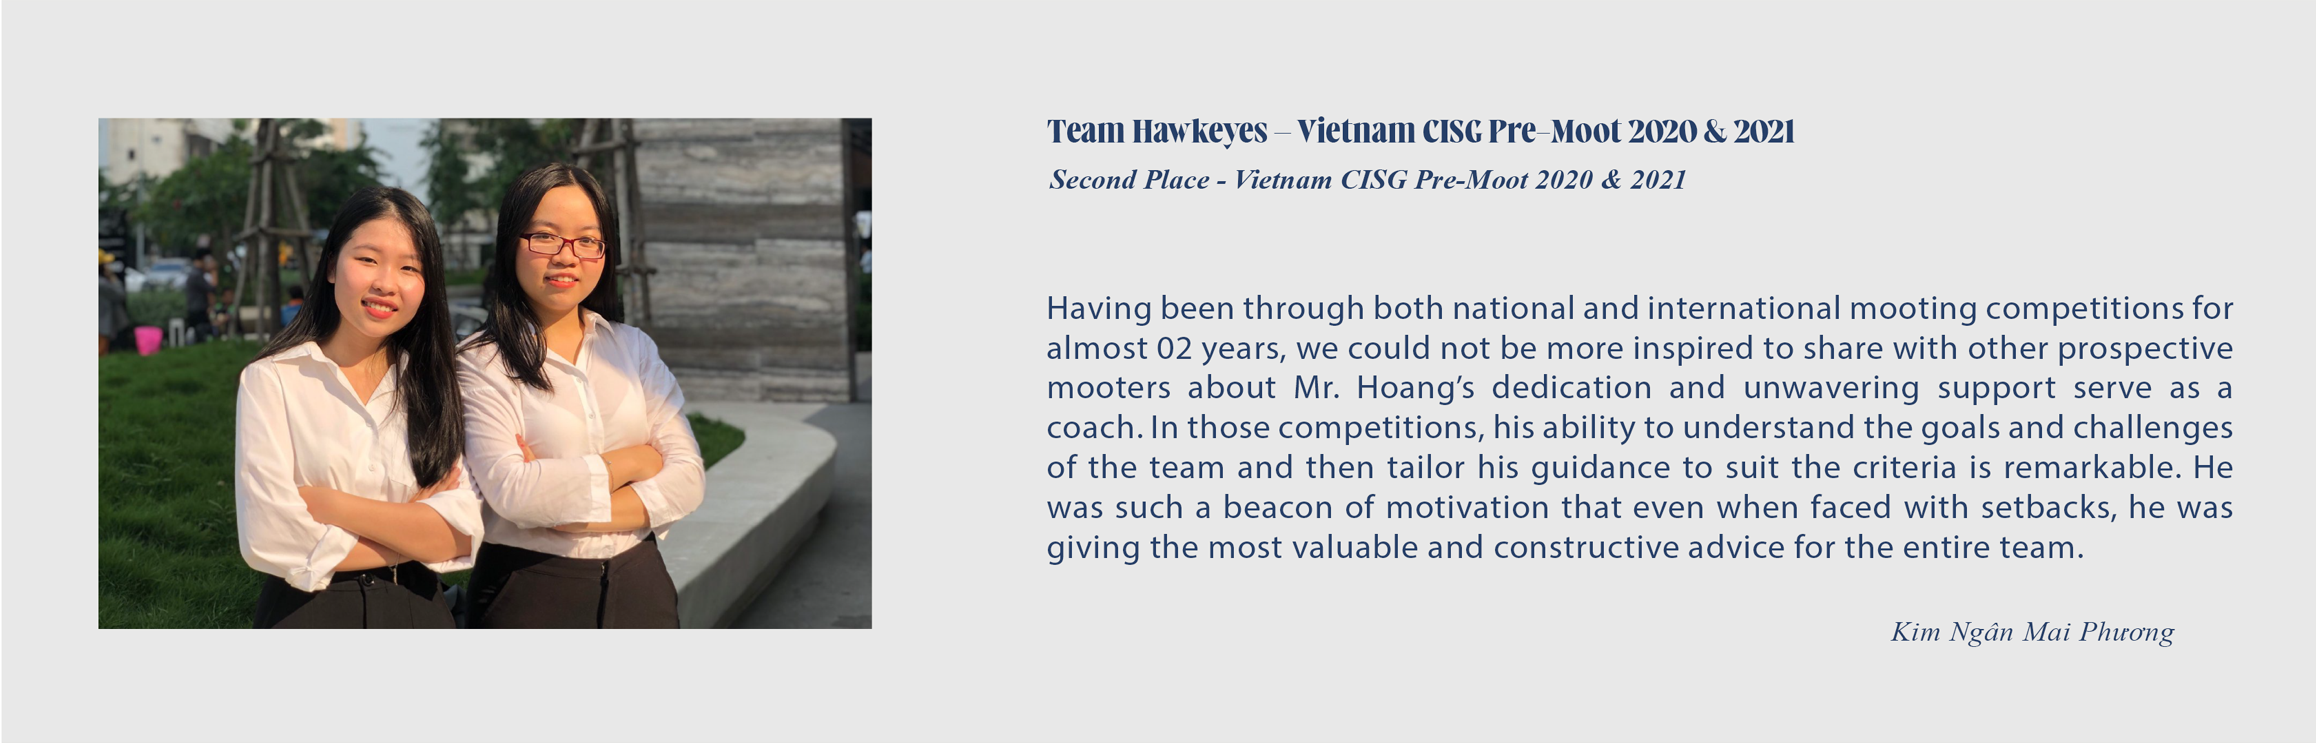 Team Hawkeyes – Vietnam CISG Pre–Moot 2020 & 2021
Second Place - Vietnam CISG Pre-Moot 2020 & 2021
Having been through both national and international mooting competitions for
almost 02 years, we could not be more inspired to share with other prospective
mooters about Mr. Hoang’s dedication and unwavering support serve as a
coach. In those competitions, his ability to understand the goals and challenges
of the team and then tailor his guidance to suit the criteria is remarkable. He
was such a beacon of motivation that even when faced with setbacks, he was
giving the most valuable and constructive advice for the entire team.
Kim Ngân Mai Phương